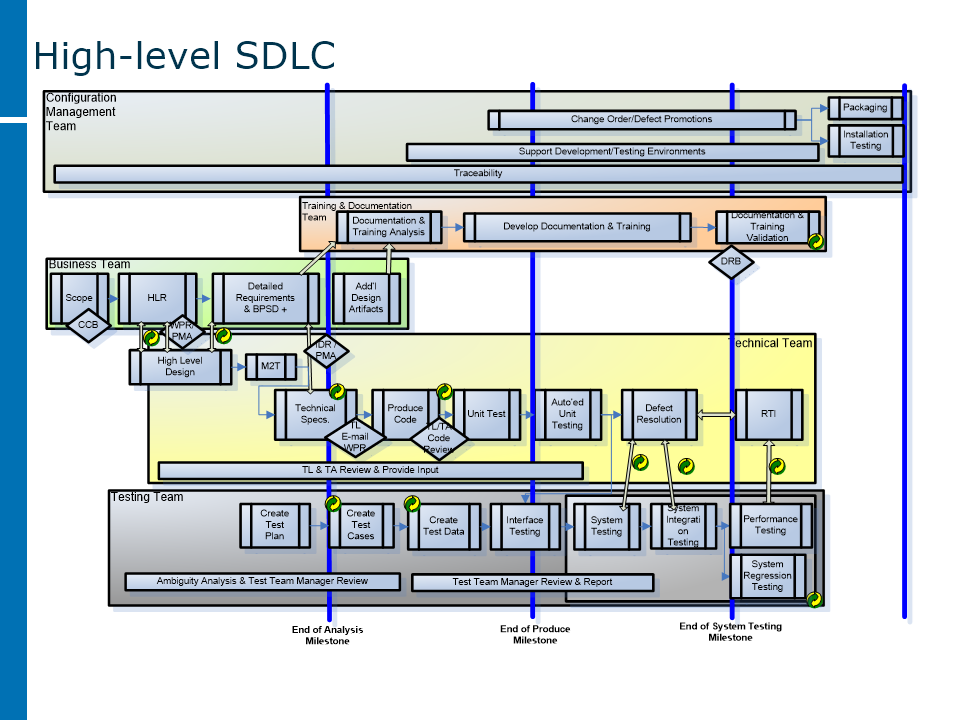 High-level SDLC
Configuration
Management
Team
Packaging
Change Order/Defect Promotions
Installation
Testing
Support Development/Testing Environments
Traceability
Training & Documentation
Team
Documentation &
Training Analysis
Develop Documentation & Training
Documentation &
Training
Validation
DRB
Business Team
Scope
HLR
Detailed
Requirements
& BPSD +
Add'l
Design
Artifacts
CCB
WPR/
PMA
Technical Team
High Level
Design
M2T
IDR /
PMA
Technical
Specs.
Produce
Code
Unit Test
Auto'ed
Unit
Testing
Defect
Resolution
RTI
TL
E-mail
WPR
TL/TA
Code
Review
TL & TA Review & Provide Input
Testing Team
Create
Test
Plan
Create
Test
Cases
Create
Test Data
Interface
Testing
System
Testing
System
Integrati
on
Testing
Performance
Testing
System
Regression
Testing
Ambiguity Analysis & Test Team Manager Review
Test Team Manager Review & Report
End of Analysis
Milestone
End of Produce
Milestone
End of System Testing
Milestone